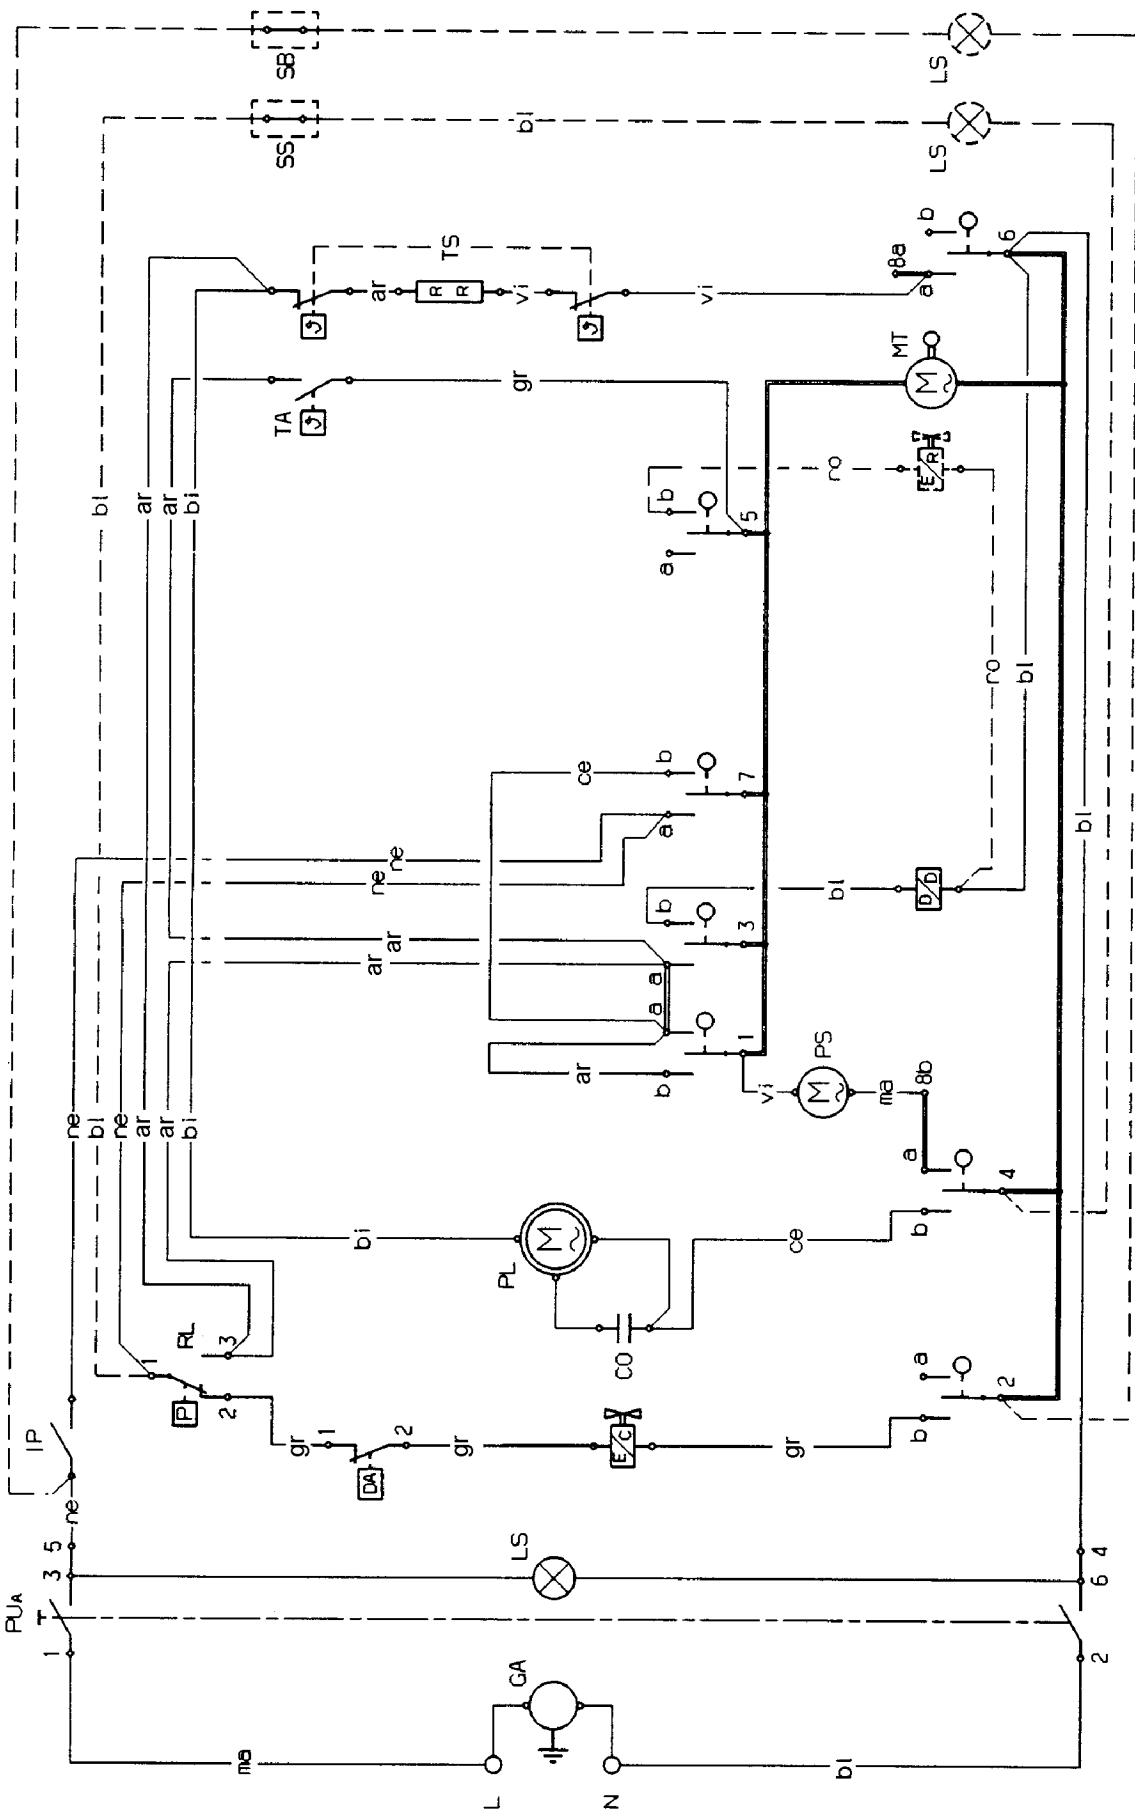 SB
LS
SS
bl
LS
TS
b
8a
a
6
ar
R R
vi
ϑ
vi
ϑ
MT
M
TA
ϑ
gr
bl
ar
ar
bi
b
a
5
ro
E R
ro
bl
ce
b
a
7
ne
ne
bl
b
3
D/D
bl
ar
ar
a
a
1
ar
b
vi
PS
M
ma
8b
ne
bl
ne
ar
ar
bi
bi
PL
M
ce
a
b
4
RL
1
3
P
2
CO
a
b
2
IP
gr
1
2
DA
gr
E/C
gr
ne
3 5
LS
6 4
PUA
1
2
GA
ma
bl
L
N